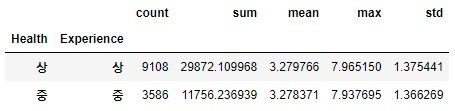 count sum mean max std
Health Experience
상 상 9108 29872.109968 3.279766 7.965150 1.375441
중 중 3586 11756.236939 3.278371 7.937695 1.366269